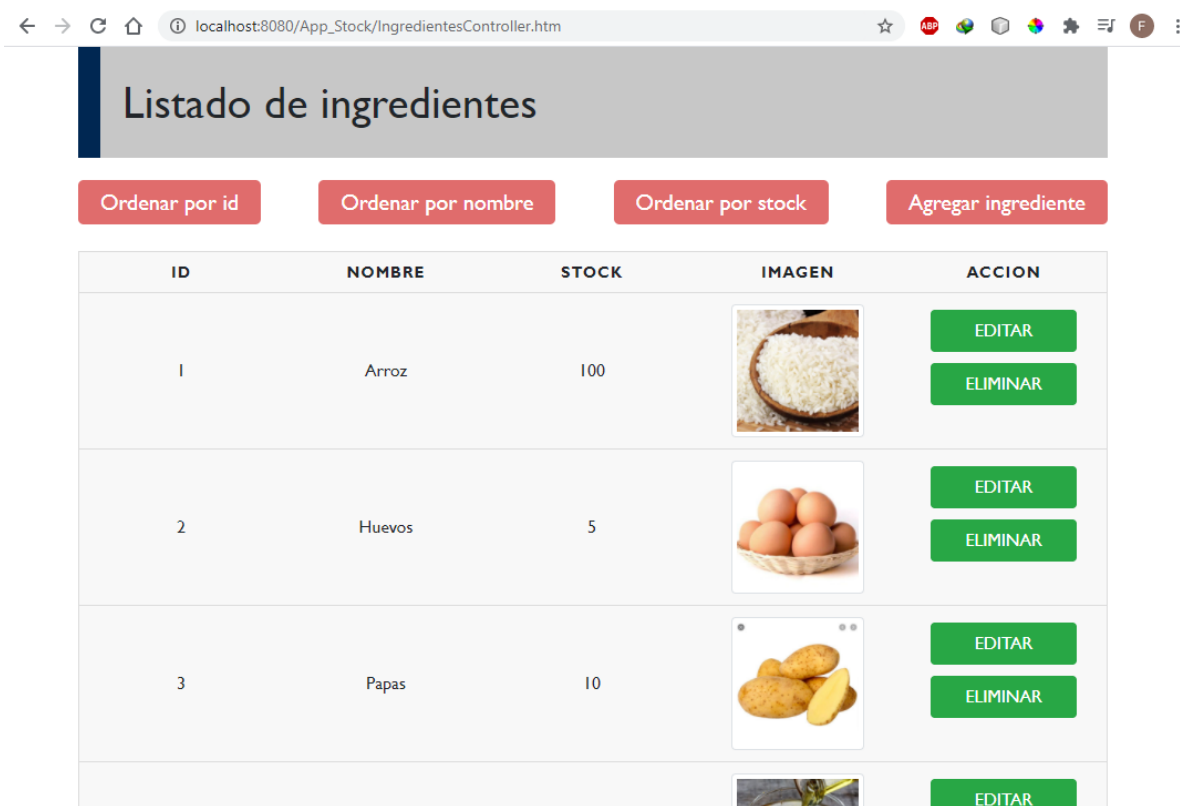 localhost:8080/App_Stock/IngredientesController.htm
ABP
F
Listado de ingredientes
Ordenar por id Ordenar por nombre Ordenar por stock Agregar ingrediente
ID NOMBRE STOCK IMAGEN ACCION
1 Arroz 100
EDITAR
ELIMINAR
2 Huevos 5
EDITAR
ELIMINAR
3 Papas 10
EDITAR
ELIMINAR
EDITAR